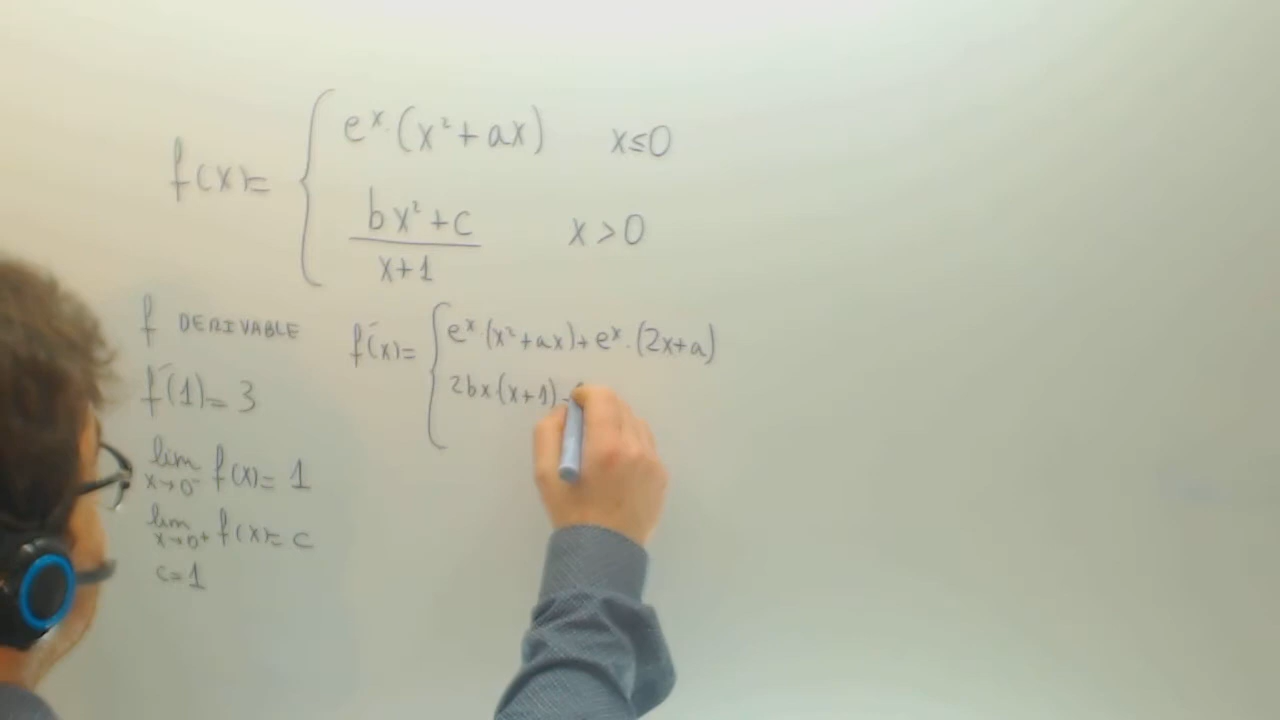 f(x)= { e^x·(x²+ax) x≤0
bx²+c / x+1 x>0
f DERIVABLE
f'(x)= { e^x·(x²+ax)+e^x·(2x+a)
2bx·(x+1)-
f'(1)=3
lim x→0⁻ f(x)=1
lim x→0⁺ f(x)=c
c=1